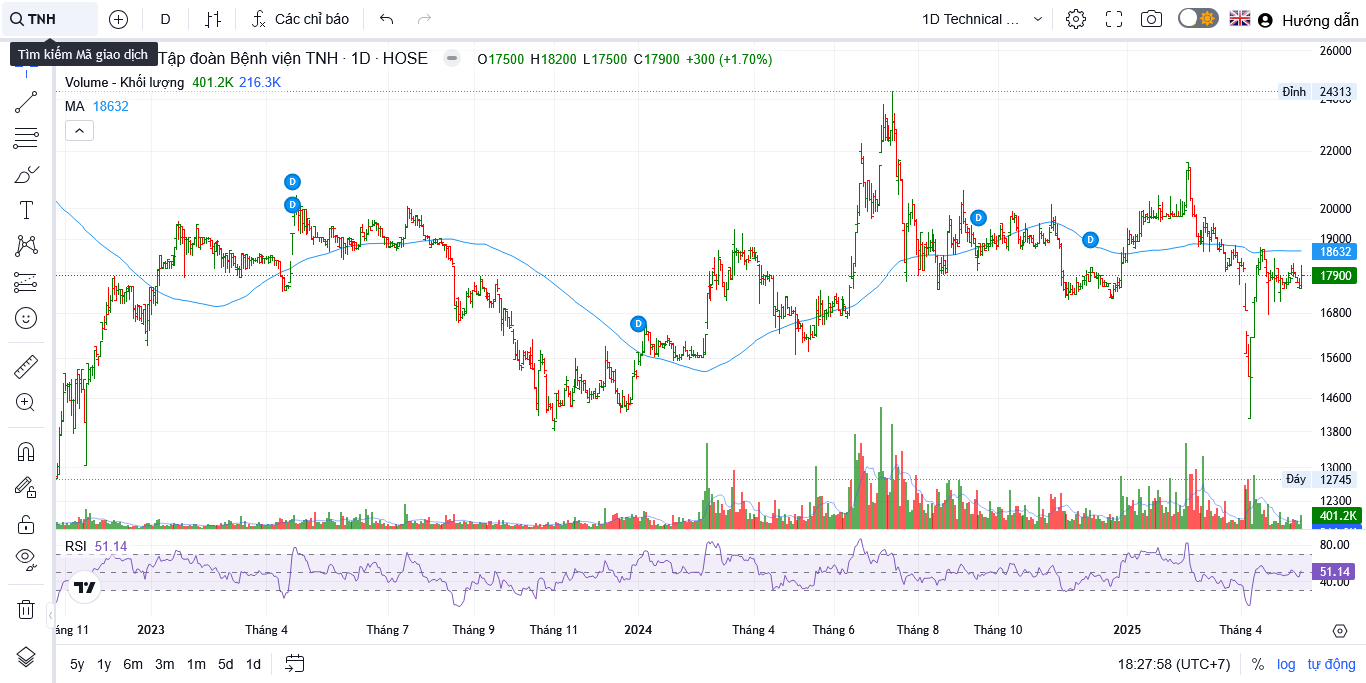 TNH D Các chỉ báo 1D Technical ... Hướng dẫn
Tìm kiếm Mã giao dịch
Tập đoàn Bệnh viện TNH · 1D · HOSE O17500 H18200 L17500 C17900 +300 (+1.70%)
Volume - Khối lượng 401.2K 216.3K
MA 18632
26000
Đỉnh 24313
24000
22000
20000
19000
18632
17900
16800
15600
14600
13800
13000
Đáy 12745
12300
401.2K
D
D
D
D
D
RSI 51.14
80.00
51.14
40.00
áng 11 2023 Tháng 4 Tháng 7 Tháng 9 Tháng 11 2024 Tháng 4 Tháng 6 Tháng 8 Tháng 10 2025 Tháng 4
5y 1y 6m 3m 1m 5d 1d 18:27:58 (UTC+7) % log tự động